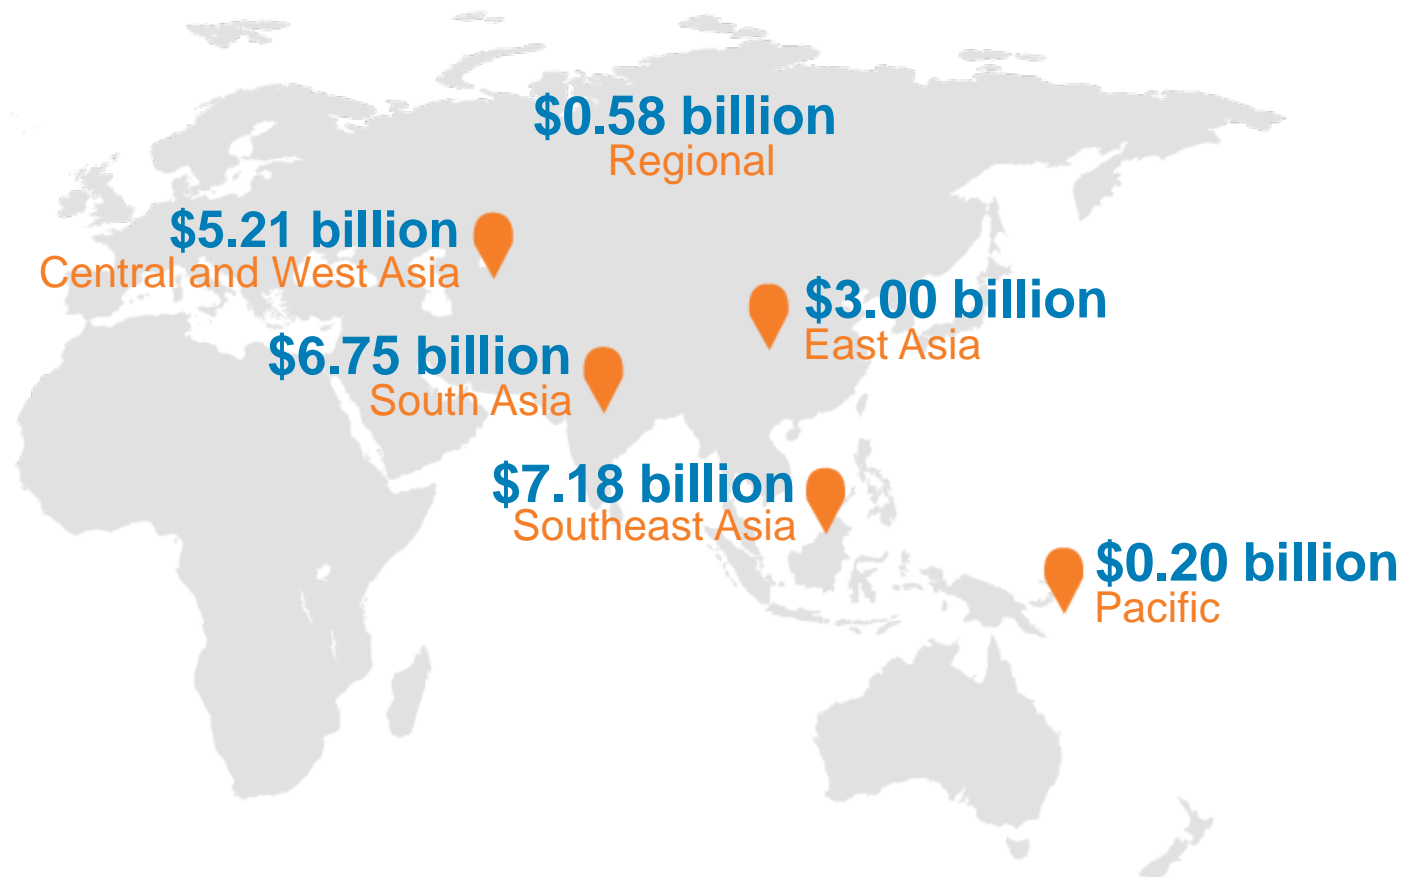 $0.58 billion
Regional
$5.21 billion
Central and West Asia
$3.00 billion
East Asia
$6.75 billion
South Asia
$7.18 billion
Southeast Asia
$0.20 billion
Pacific